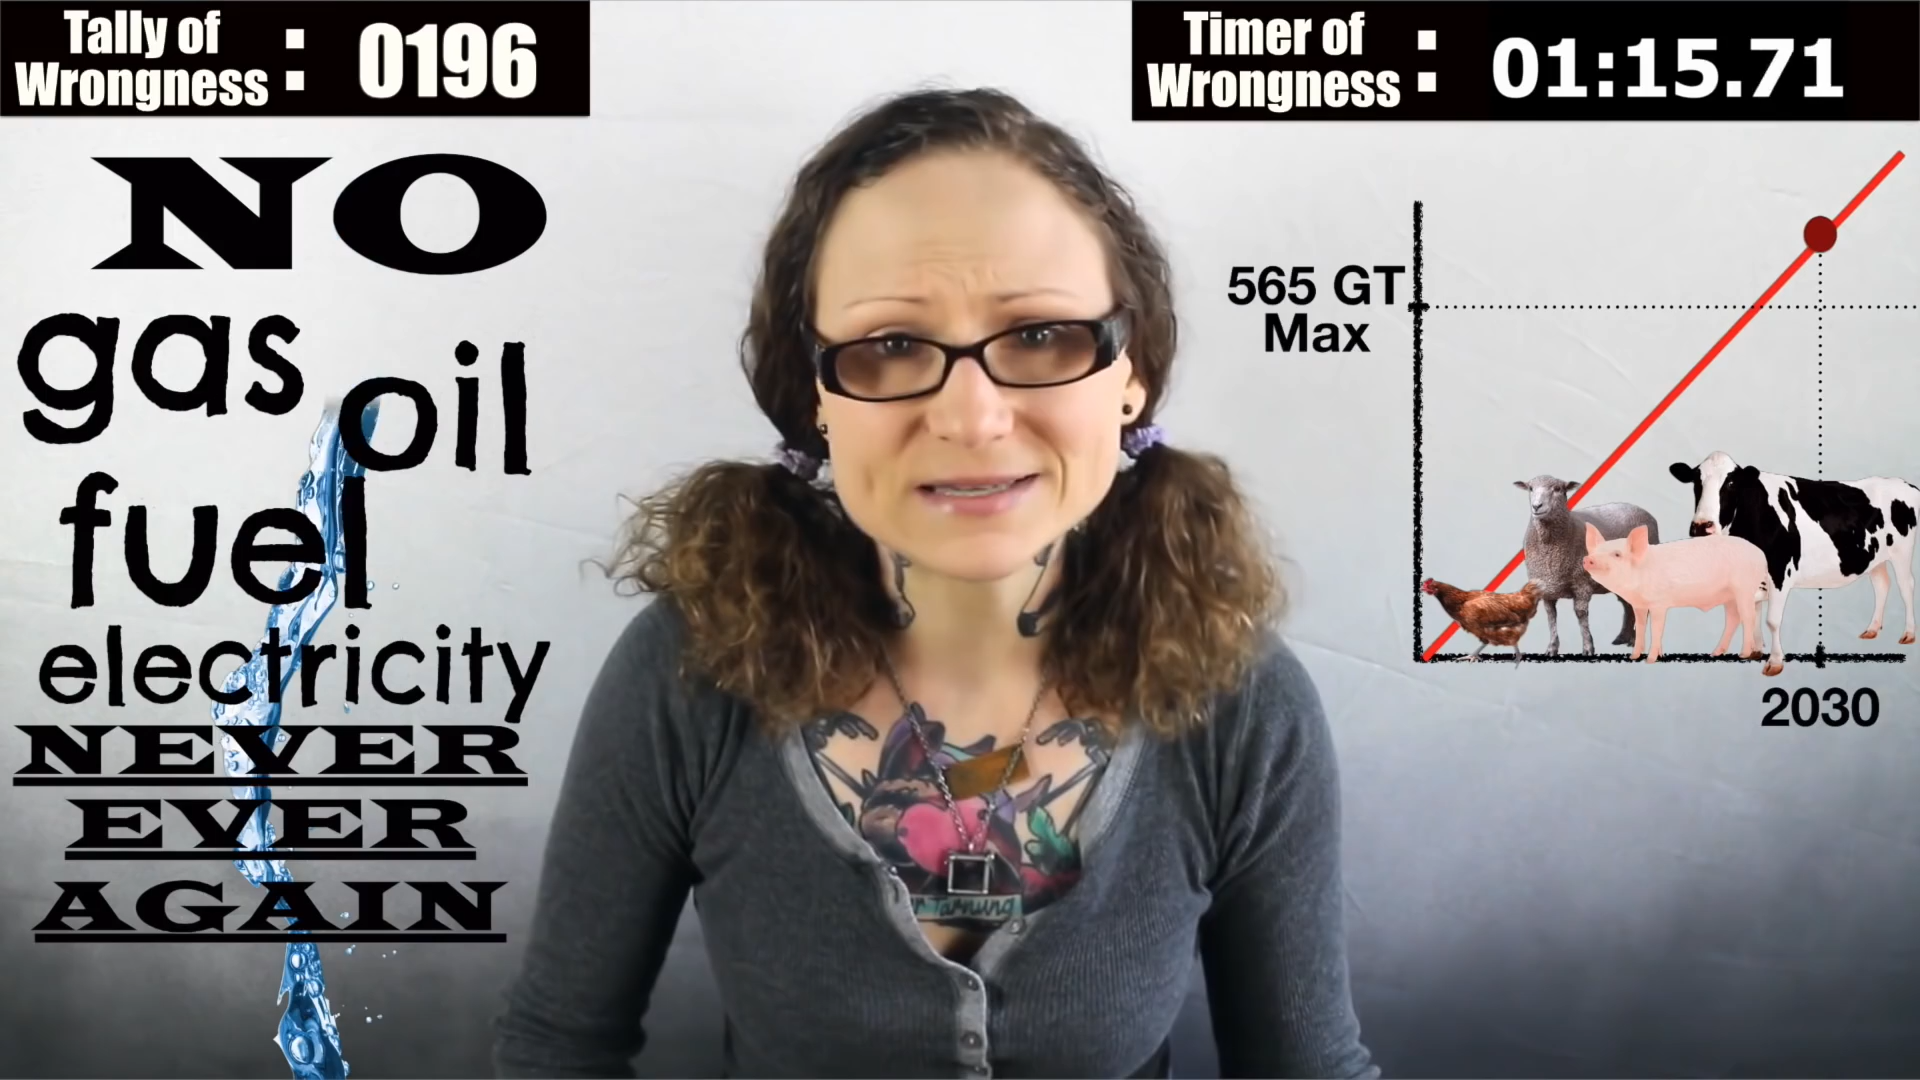 Tally of
Wrongness : 0196
Timer of
Wrongness : 01:15.71
NO
gas
oil
fuel
electricity
NEVER
EVER
AGAIN
565 GT
Max
2030